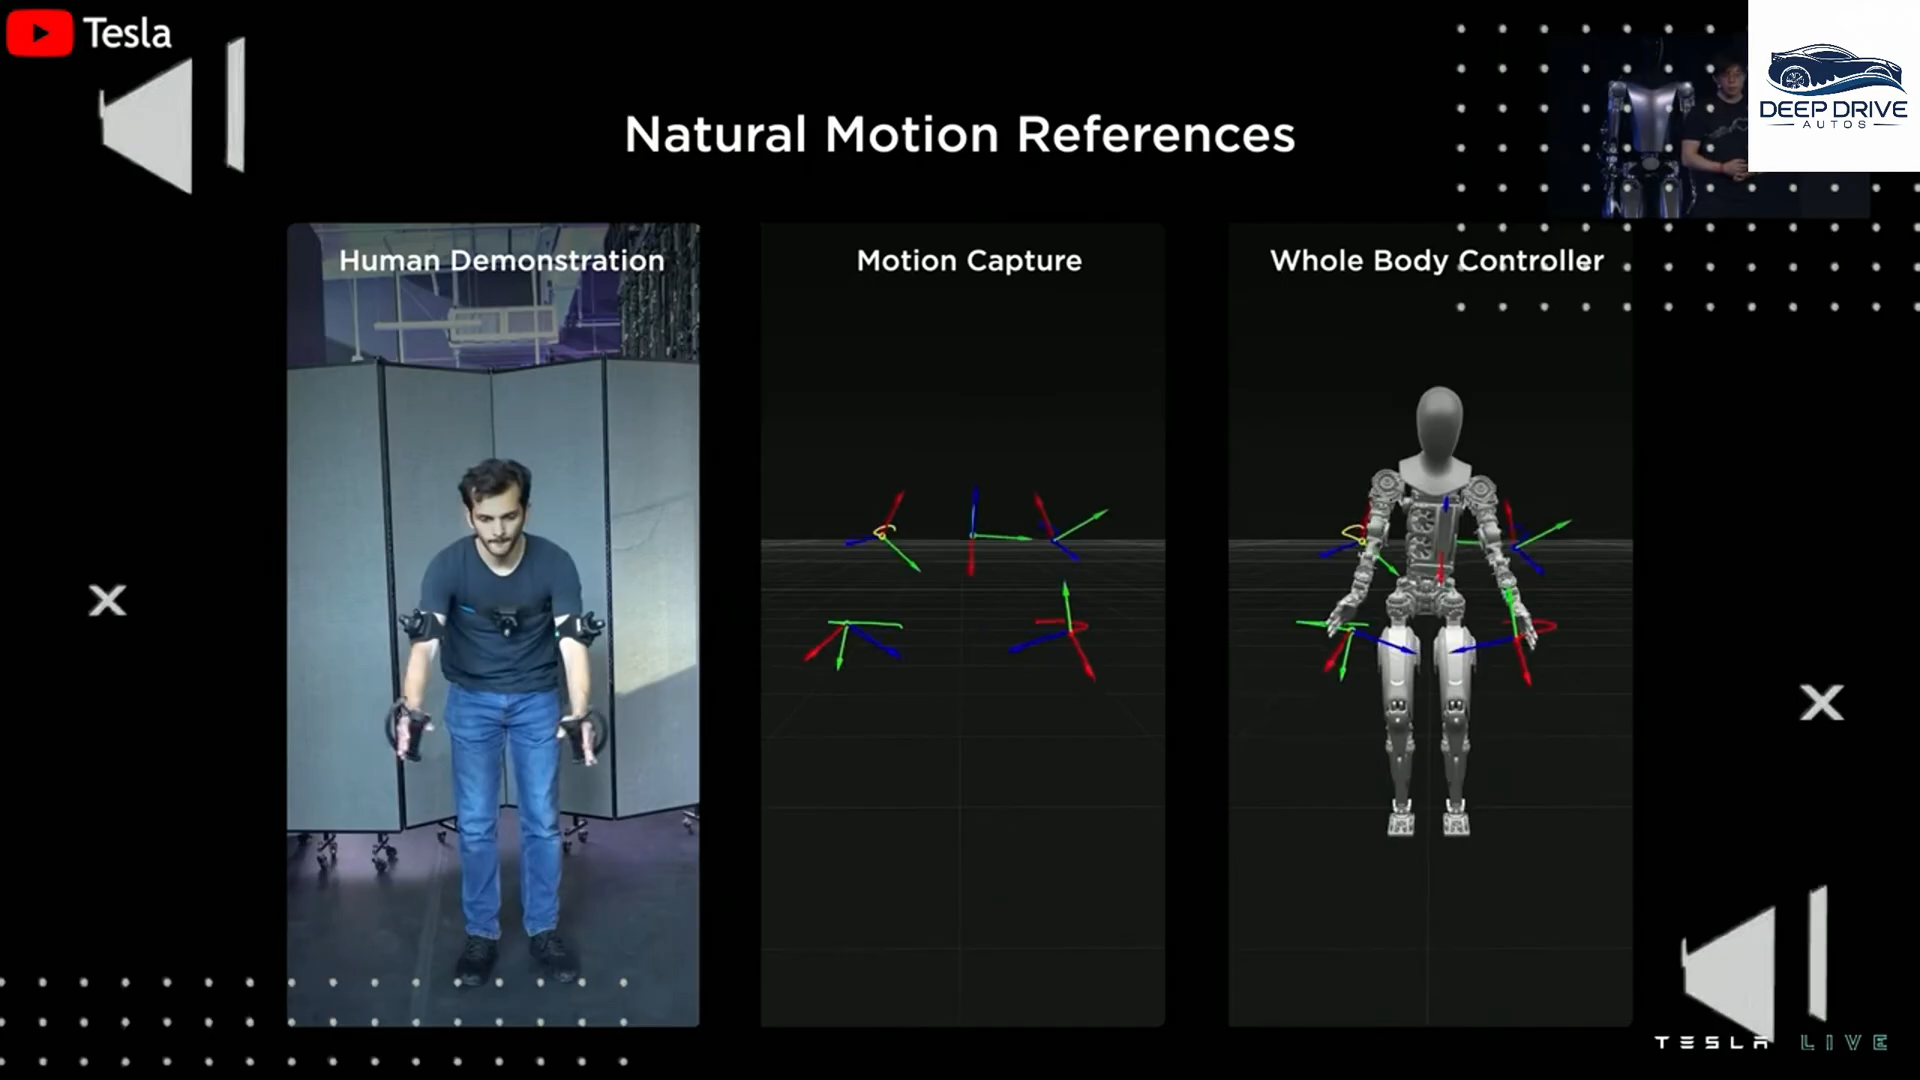 Tesla
DEEP DRIVE
AUTOS
Natural Motion References
Human Demonstration
Motion Capture
Whole Body Controller
TESLA LIVE